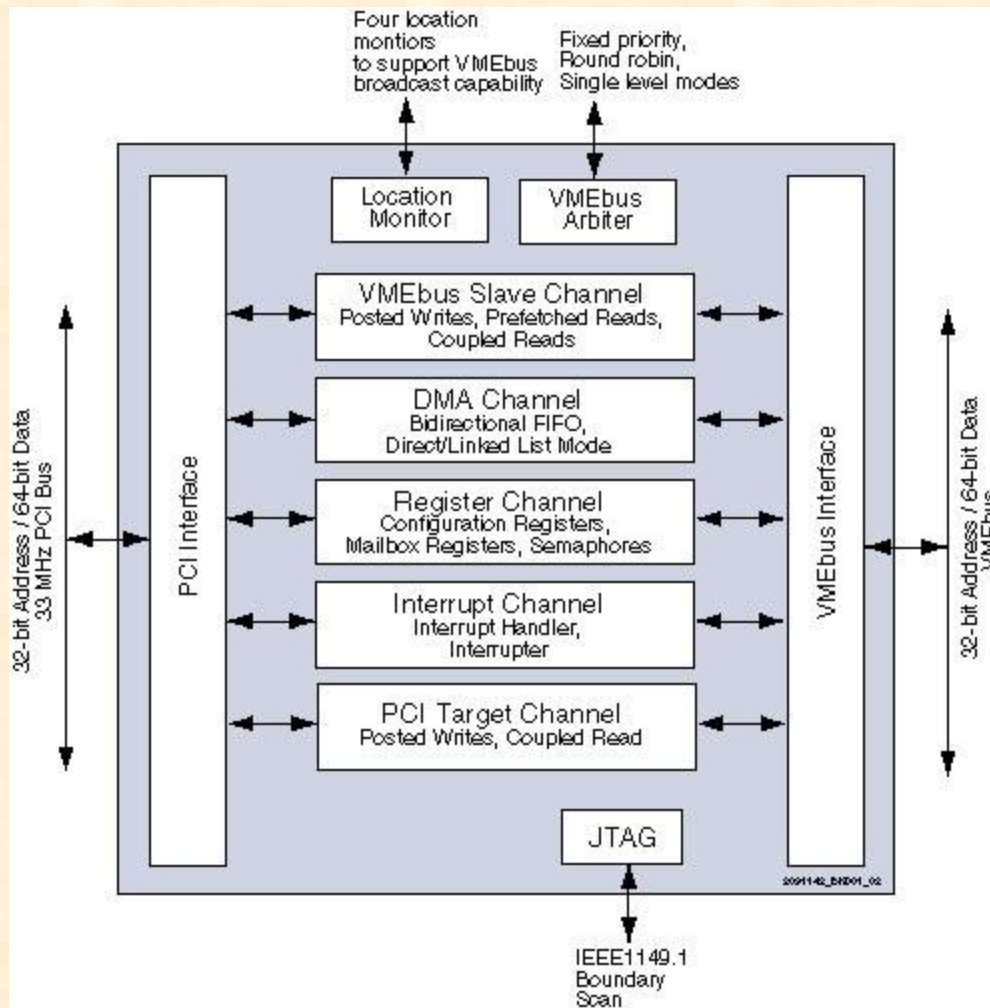 Four location
montiors
to support VMEbus
broadcast capability
Fixed priority,
Round robin,
Single level modes
Location
Monitor
VMEbus
Arbiter
VMEbus Slave Channel
Posted Writes, Prefetched Reads,
Coupled Reads
DMA Channel
Bidirectional FIFO,
Direct/Linked List Mode
Register Channel
Configuration Registers,
Mailbox Registers, Semaphores
Interrupt Channel
Interrupt Handler,
Interrupter
PCI Target Channel
Posted Writes, Coupled Read
32-bit Address / 64-bit Data
33 MHz PCI Bus
PCI Interface
VMEbus Interface
32-bit Address / 64-bit Data
VMEbus
JTAG
IEEE1149.1
Boundary
Scan